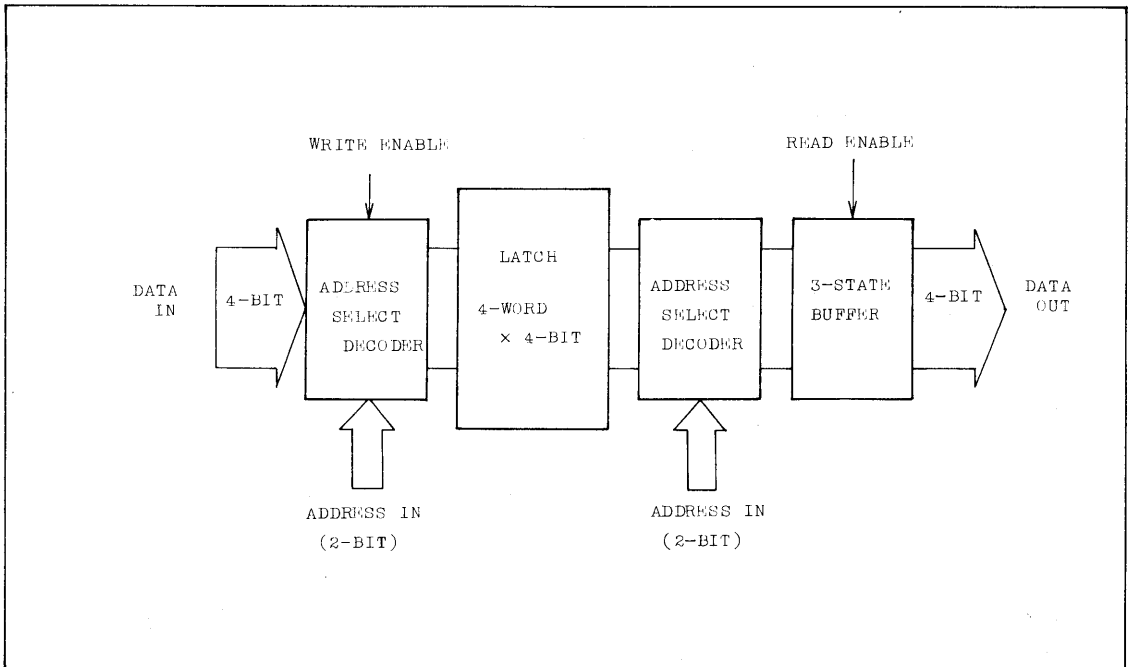 WRITE ENABLE
READ ENABLE
DATA
IN
4-BIT
ADDRESS
SELECT
DECODER
LATCH
4-WORD
× 4-BIT
ADDRESS
SELECT
DECODER
3-STATE
BUFFER
4-BIT
DATA
OUT
ADDRESS IN
(2-BIT)
ADDRESS IN
(2-BIT)